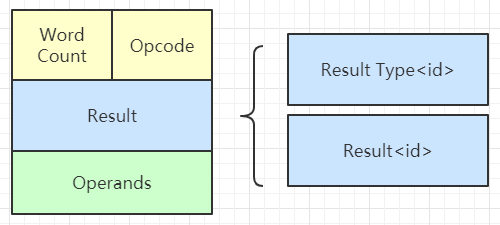 Word
Count
Opcode
Result
Operands
Result Type<id>
Result<id>